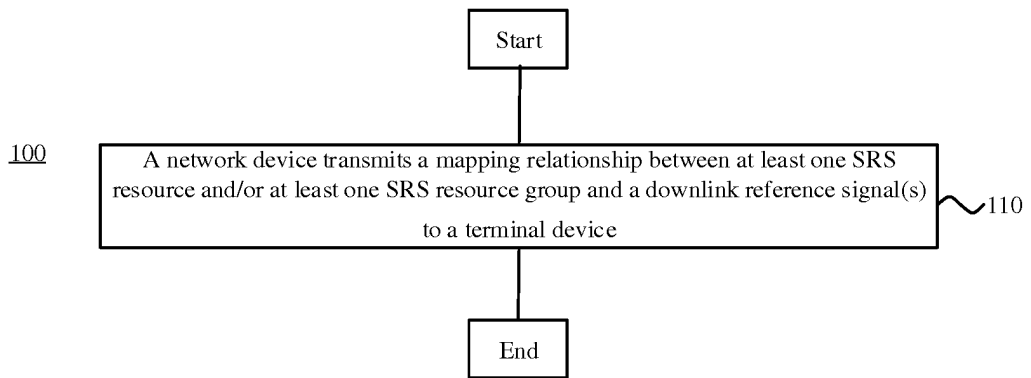 Start
100
A network device transmits a mapping relationship between at least one SRS
resource and/or at least one SRS resource group and a downlink reference signal(s)
to a terminal device
110
End